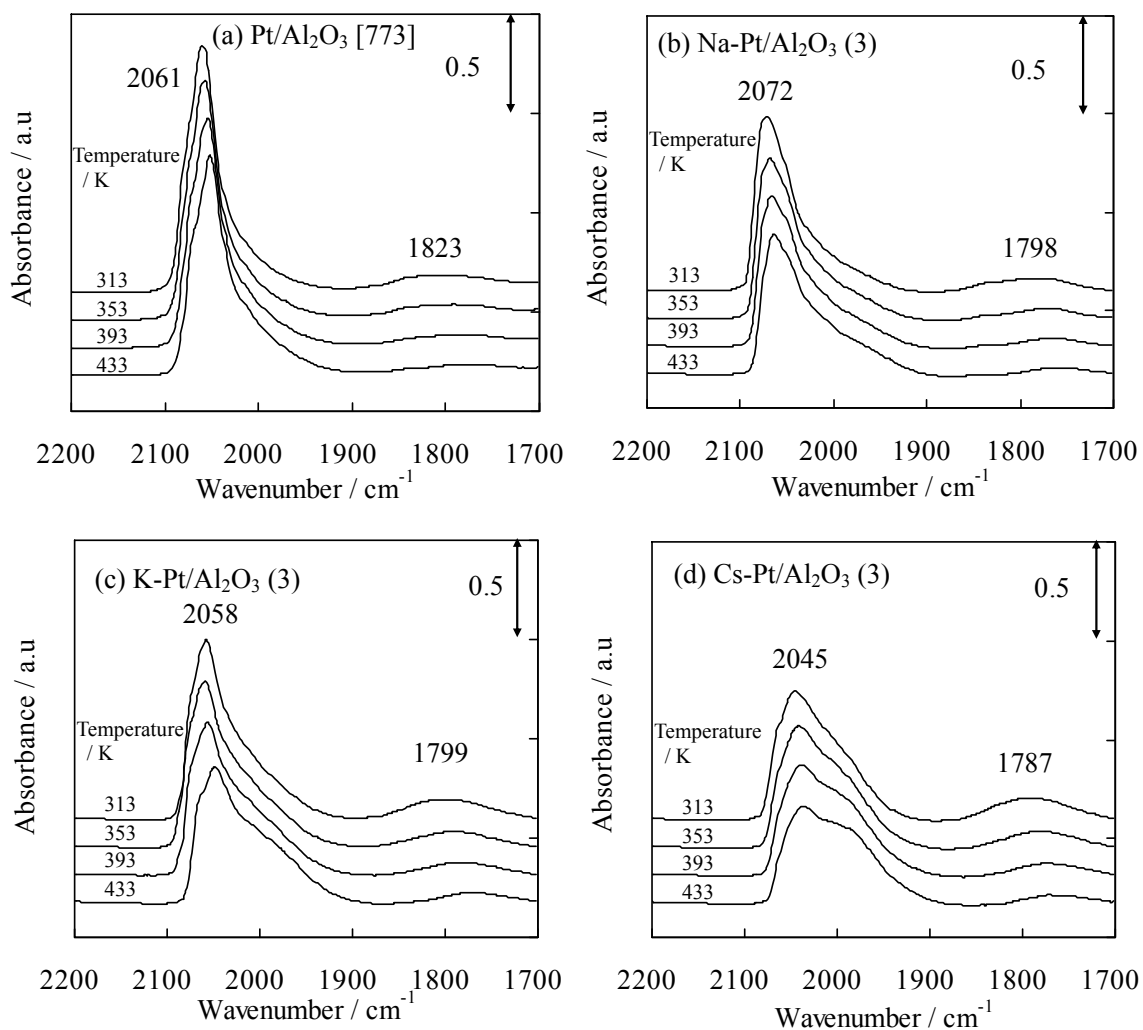 (a) Pt/Al₂O₃ [773]
2061
0.5
Temperature
/ K
1823
313
353
393
433
Absorbance / a.u
2200 2100 2000 1900 1800 1700
Wavenumber / cm⁻¹
(b) Na-Pt/Al₂O₃ (3)
2072
0.5
Temperature
/ K
1798
313
353
393
433
Absorbance / a.u
2200 2100 2000 1900 1800 1700
Wavenumber / cm⁻¹
(c) K-Pt/Al₂O₃ (3)
2058
0.5
Temperature
/ K
1799
313
353
393
433
Absorbance / a.u
2200 2100 2000 1900 1800 1700
Wavenumber / cm⁻¹
(d) Cs-Pt/Al₂O₃ (3)
2045
0.5
Temperature
/ K
1787
313
353
393
433
Absorbance / a.u
2200 2100 2000 1900 1800 1700
Wavenumber / cm⁻¹